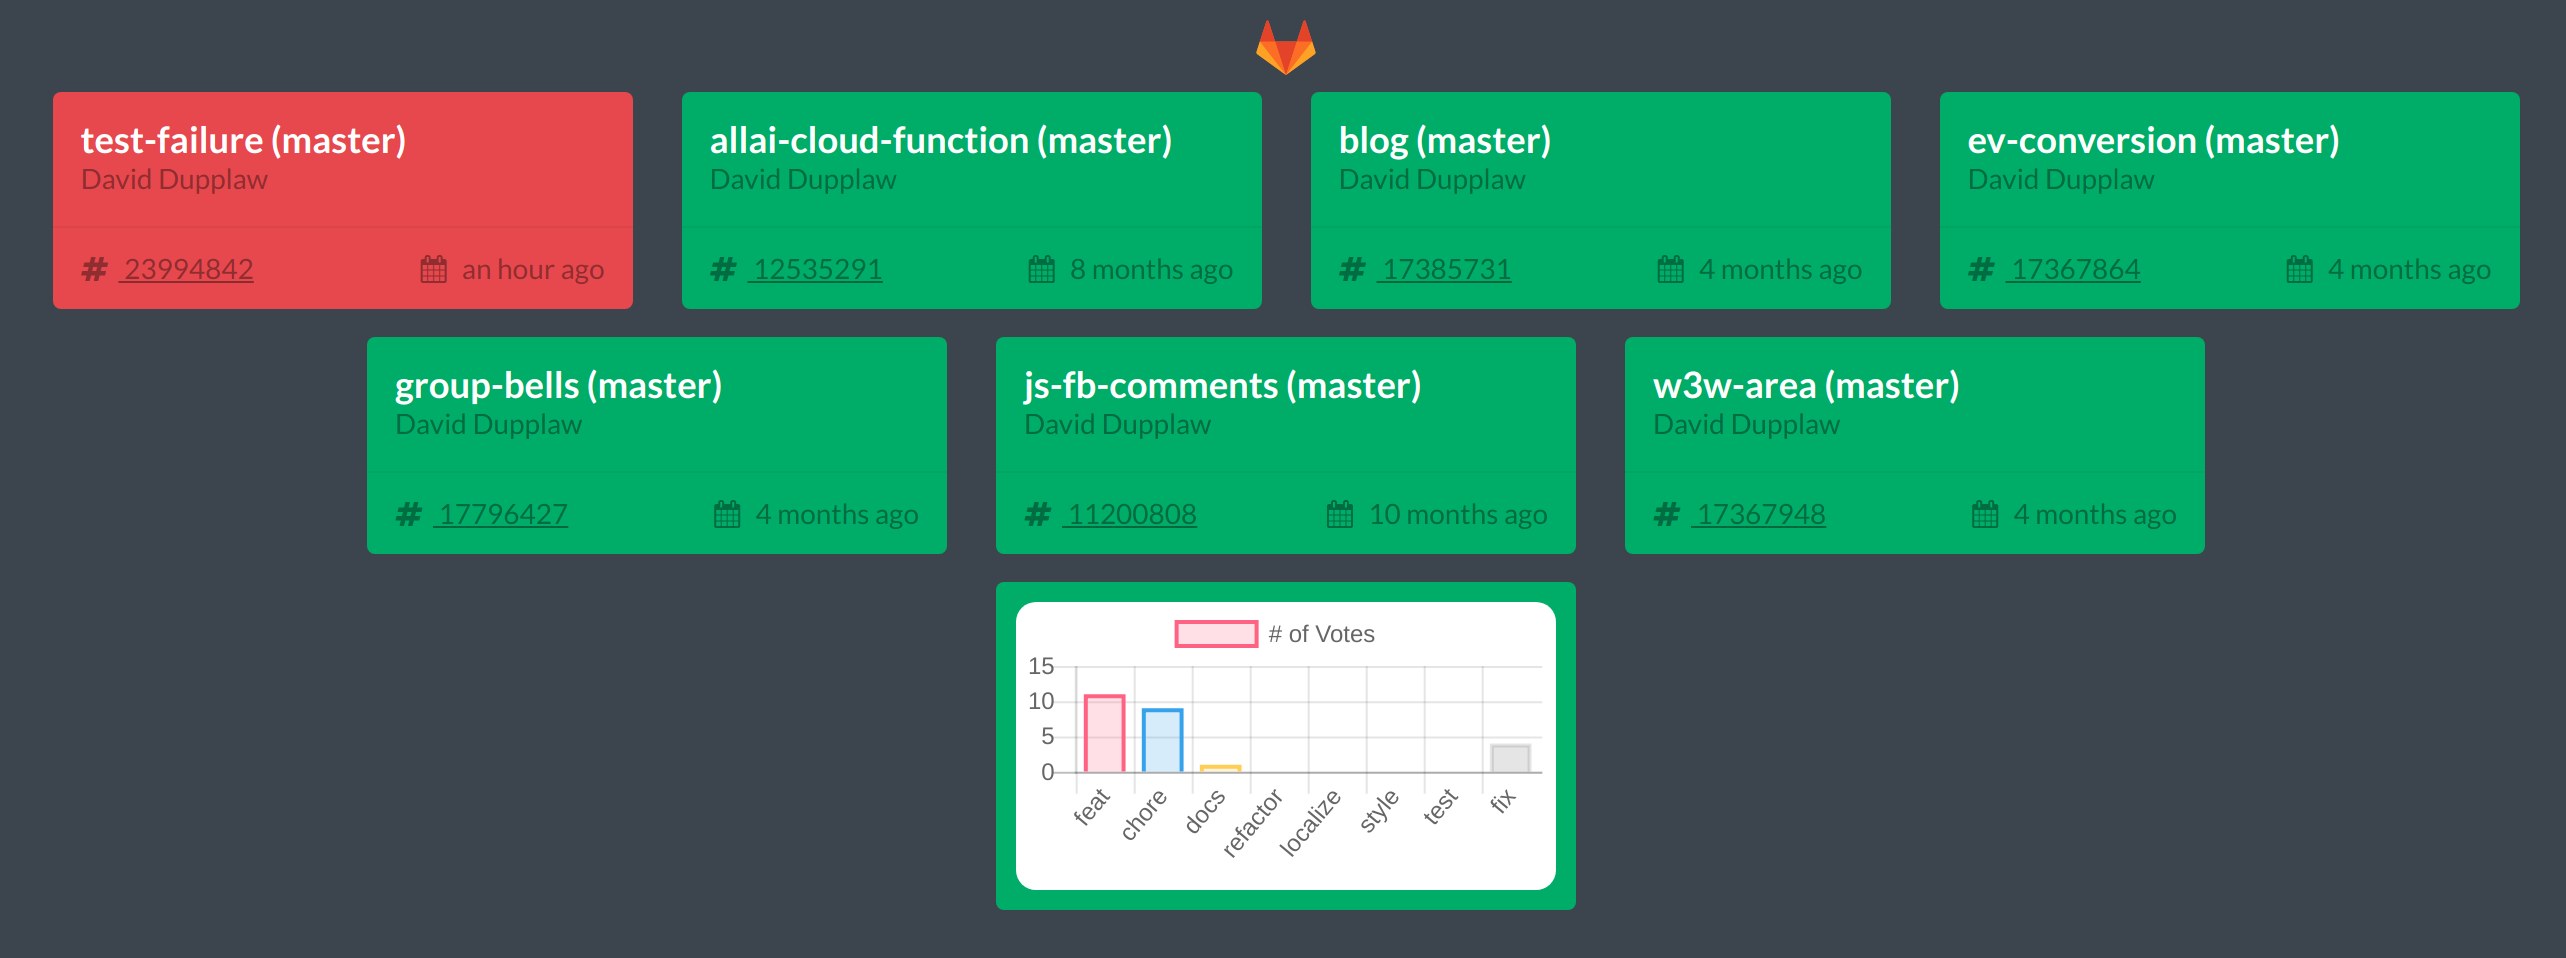 test-failure (master)
David Dupplaw
# 23994842
an hour ago
allai-cloud-function (master)
David Dupplaw
# 12535291
8 months ago
blog (master)
David Dupplaw
# 17385731
4 months ago
ev-conversion (master)
David Dupplaw
# 17367864
4 months ago
group-bells (master)
David Dupplaw
# 17796427
4 months ago
js-fb-comments (master)
David Dupplaw
# 11200808
10 months ago
w3w-area (master)
David Dupplaw
# 17367948
4 months ago
# of Votes
15
10
5
0
feat
chore
docs
refactor
localize
style
test
fix